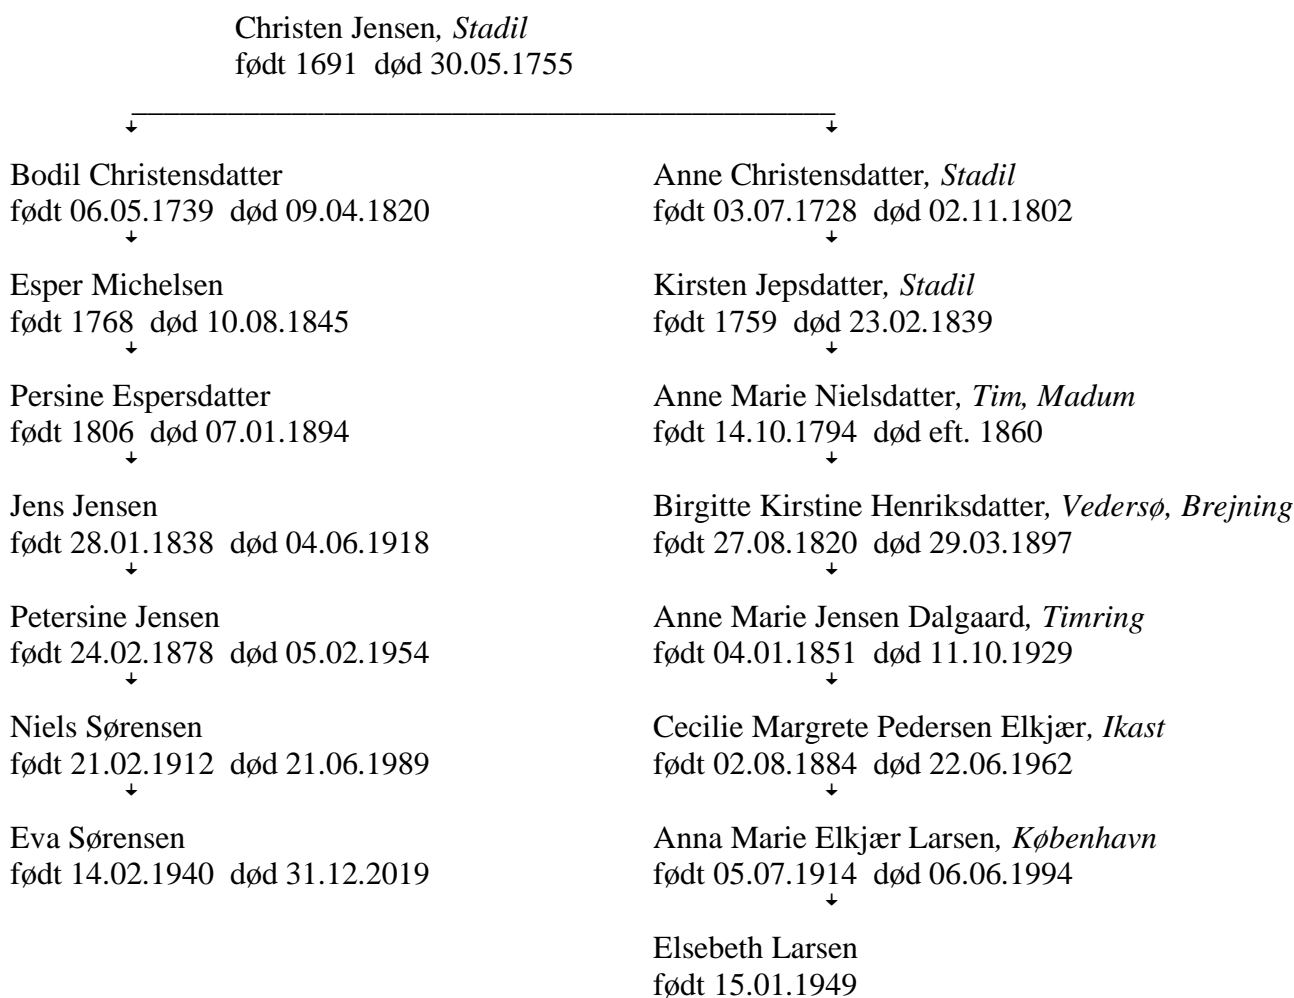 Christen Jensen, Stadil
født 1691 død 30.05.1755
Bodil Christensdatter
født 06.05.1739 død 09.04.1820
Anne Christensdatter, Stadil
født 03.07.1728 død 02.11.1802
Esper Michelsen
født 1768 død 10.08.1845
Kirsten Jepsdatter, Stadil
født 1759 død 23.02.1839
Persine Espersdatter
født 1806 død 07.01.1894
Anne Marie Nielsdatter, Tim, Madum
født 14.10.1794 død eft. 1860
Jens Jensen
født 28.01.1838 død 04.06.1918
Birgitte Kirstine Henriksdatter, Vedersø, Brejning
født 27.08.1820 død 29.03.1897
Petersine Jensen
født 24.02.1878 død 05.02.1954
Anne Marie Jensen Dalgaard, Timring
født 04.01.1851 død 11.10.1929
Niels Sørensen
født 21.02.1912 død 21.06.1989
Cecilie Margrete Pedersen Elkjær, Ikast
født 02.08.1884 død 22.06.1962
Eva Sørensen
født 14.02.1940 død 31.12.2019
Anna Marie Elkjær Larsen, København
født 05.07.1914 død 06.06.1994
Elsebeth Larsen
født 15.01.1949